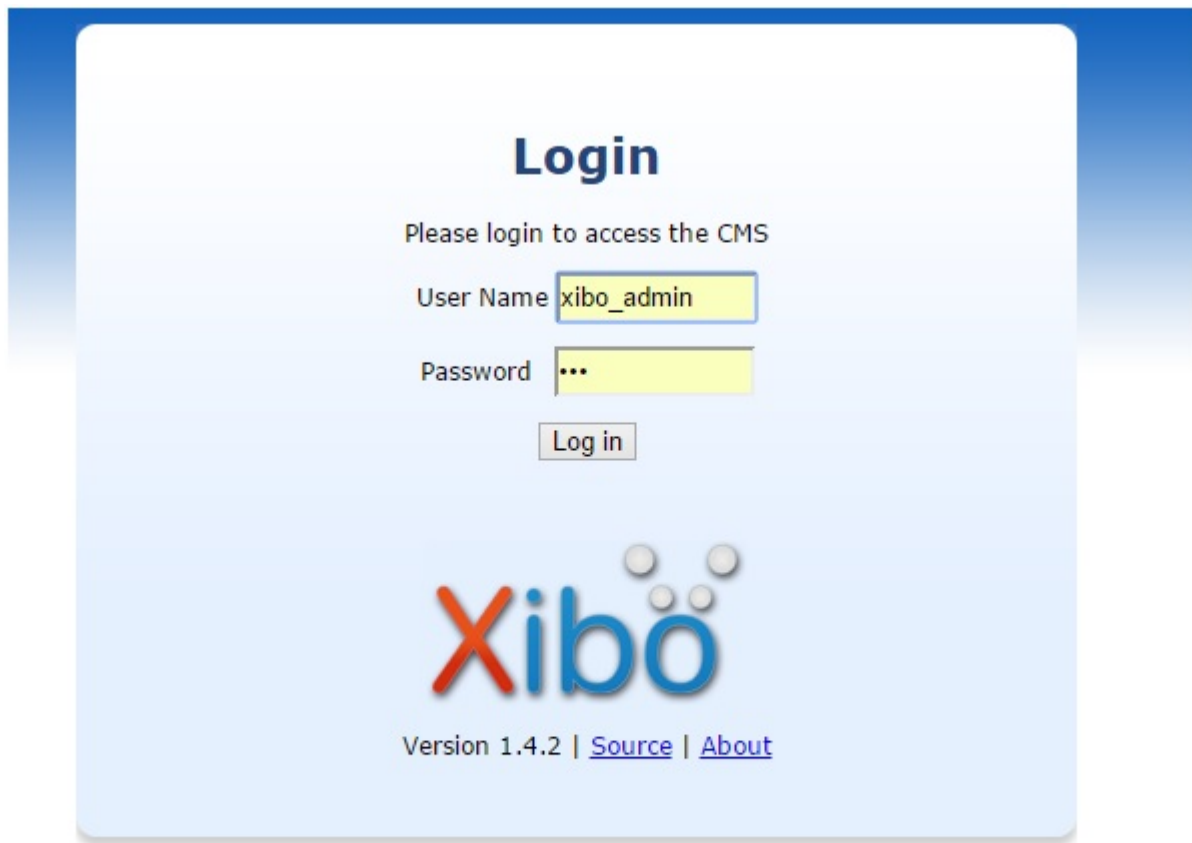 Login
Please login to access the CMS
User Name xibo_admin
Password •••
Log in
Xibo
Version 1.4.2 | Source | About